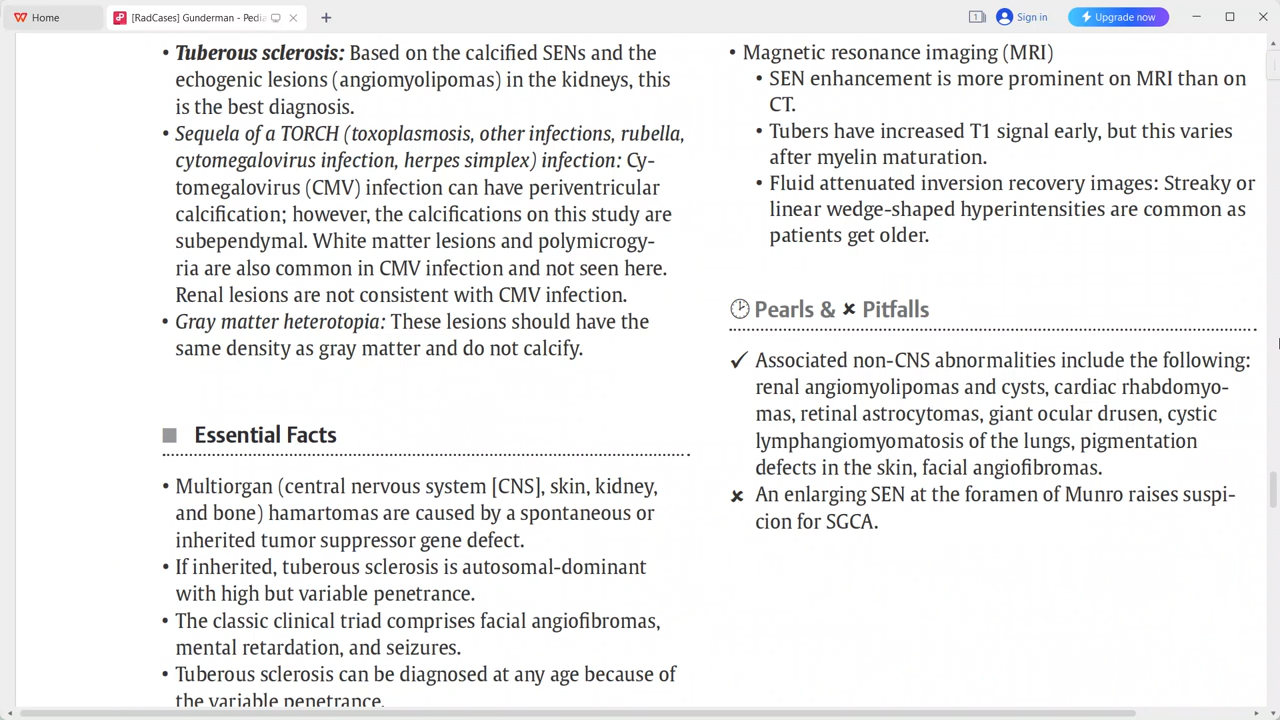 Home
[RadCases] Gunderman - Pedia
Sign in
Upgrade now
• Tuberous sclerosis: Based on the calcified SENs and the
echogenic lesions (angiomyolipomas) in the kidneys, this
is the best diagnosis.
• Sequela of a TORCH (toxoplasmosis, other infections, rubella,
cytomegalovirus infection, herpes simplex) infection: Cy-
tomegalovirus (CMV) infection can have periventricular
calcification; however, the calcifications on this study are
subependymal. White matter lesions and polymicrogy-
ria are also common in CMV infection and not seen here.
Renal lesions are not consistent with CMV infection.
• Gray matter heterotopia: These lesions should have the
same density as gray matter and do not calcify.
Essential Facts
• Multiorgan (central nervous system [CNS], skin, kidney,
and bone) hamartomas are caused by a spontaneous or
inherited tumor suppressor gene defect.
• If inherited, tuberous sclerosis is autosomal-dominant
with high but variable penetrance.
• The classic clinical triad comprises facial angiofibromas,
mental retardation, and seizures.
• Tuberous sclerosis can be diagnosed at any age because of
the variable penetrance.
• Magnetic resonance imaging (MRI)
• SEN enhancement is more prominent on MRI than on
CT.
• Tubers have increased T1 signal early, but this varies
after myelin maturation.
• Fluid attenuated inversion recovery images: Streaky or
linear wedge-shaped hyperintensities are common as
patients get older.
Pearls & ✘ Pitfalls
✓ Associated non-CNS abnormalities include the following:
renal angiomyolipomas and cysts, cardiac rhabdomyo-
mas, retinal astrocytomas, giant ocular drusen, cystic
lymphangiomyomatosis of the lungs, pigmentation
defects in the skin, facial angiofibromas.
✘ An enlarging SEN at the foramen of Munro raises suspi-
cion for SGCA.